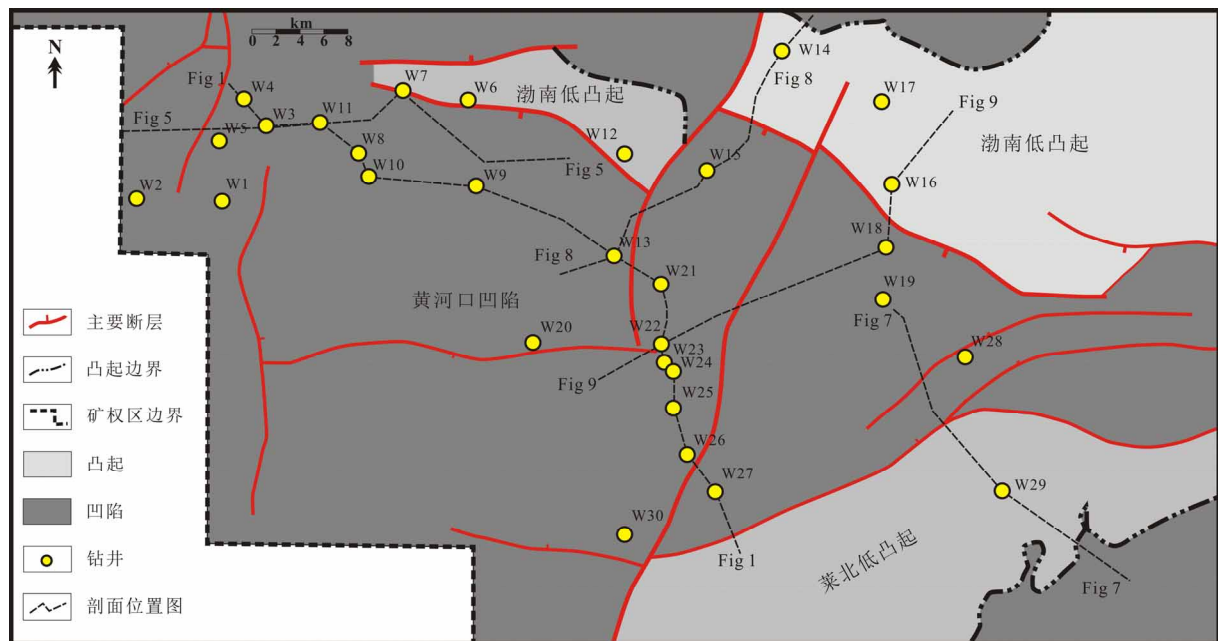 km
0 2 4 6 8
N
Fig 1
W4
W3
W11
W7
W6
渤南低凸起
W14
Fig 8
W17
Fig 9
Fig 5
W5
W8
W12
渤南低凸起
W10
W9
Fig 5
W15
W16
W2
W1
W13
W18
Fig 8
W21
W19
黄河口凹陷
Fig 7
W20
W22
W23
W24
W28
Fig 9
W25
W26
W27
W29
W30
Fig 1
莱北低凸起
Fig 7
主要断层
凸起边界
矿权区边界
凸起
凹陷
钻井
剖面位置图